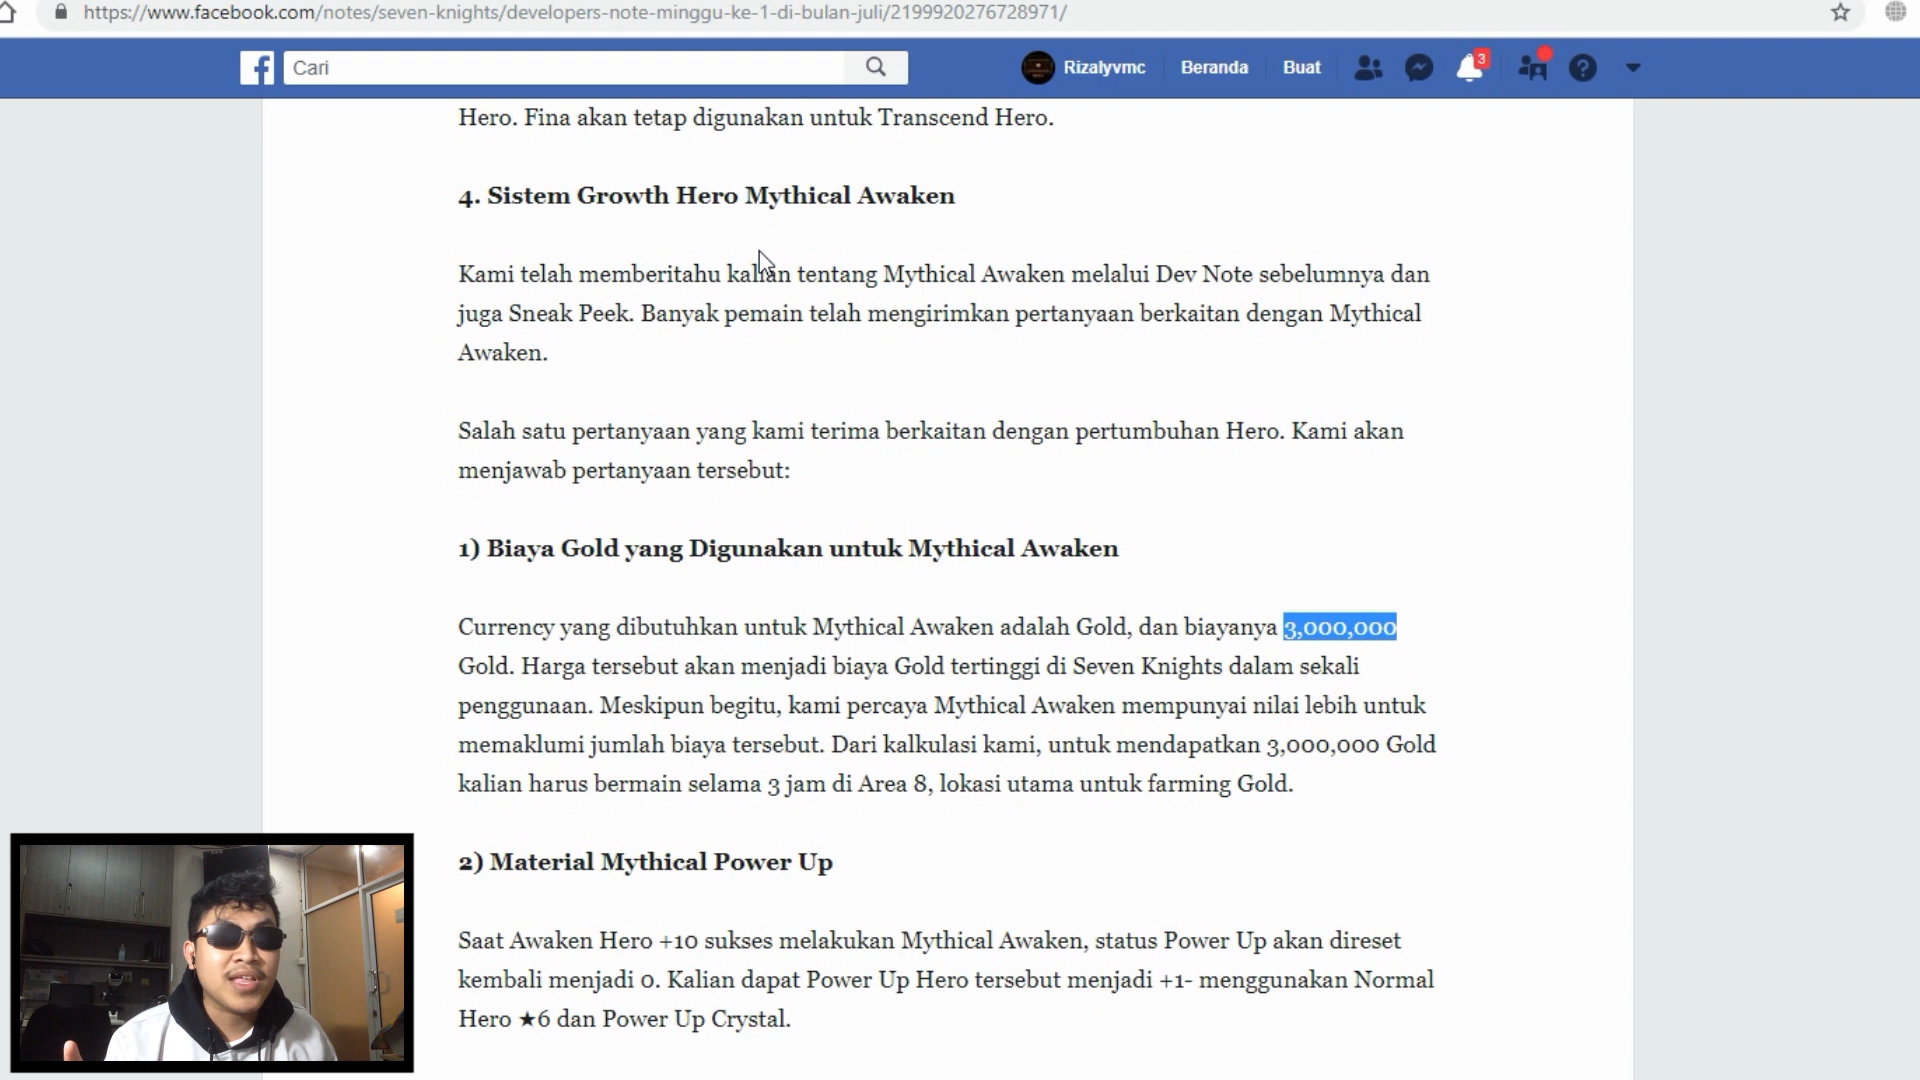 https://www.facebook.com/notes/seven-knights/developers-note-minggu-ke-1-di-bulan-juli/2199920276728971/
Cari
Rizalyvmc
Beranda
Buat
3
Hero. Fina akan tetap digunakan untuk Transcend Hero.
4. Sistem Growth Hero Mythical Awaken
Kami telah memberitahu kalian tentang Mythical Awaken melalui Dev Note sebelumnya dan
juga Sneak Peek. Banyak pemain telah mengirimkan pertanyaan berkaitan dengan Mythical
Awaken.
Salah satu pertanyaan yang kami terima berkaitan dengan pertumbuhan Hero. Kami akan
menjawab pertanyaan tersebut:
1) Biaya Gold yang Digunakan untuk Mythical Awaken
Currency yang dibutuhkan untuk Mythical Awaken adalah Gold, dan biayanya 3,000,000
Gold. Harga tersebut akan menjadi biaya Gold tertinggi di Seven Knights dalam sekali
penggunaan. Meskipun begitu, kami percaya Mythical Awaken mempunyai nilai lebih untuk
memaklumi jumlah biaya tersebut. Dari kalkulasi kami, untuk mendapatkan 3,000,000 Gold
kalian harus bermain selama 3 jam di Area 8, lokasi utama untuk farming Gold.
2) Material Mythical Power Up
Saat Awaken Hero +10 sukses melakukan Mythical Awaken, status Power Up akan direset
kembali menjadi 0. Kalian dapat Power Up Hero tersebut menjadi +1- menggunakan Normal
Hero ★6 dan Power Up Crystal.